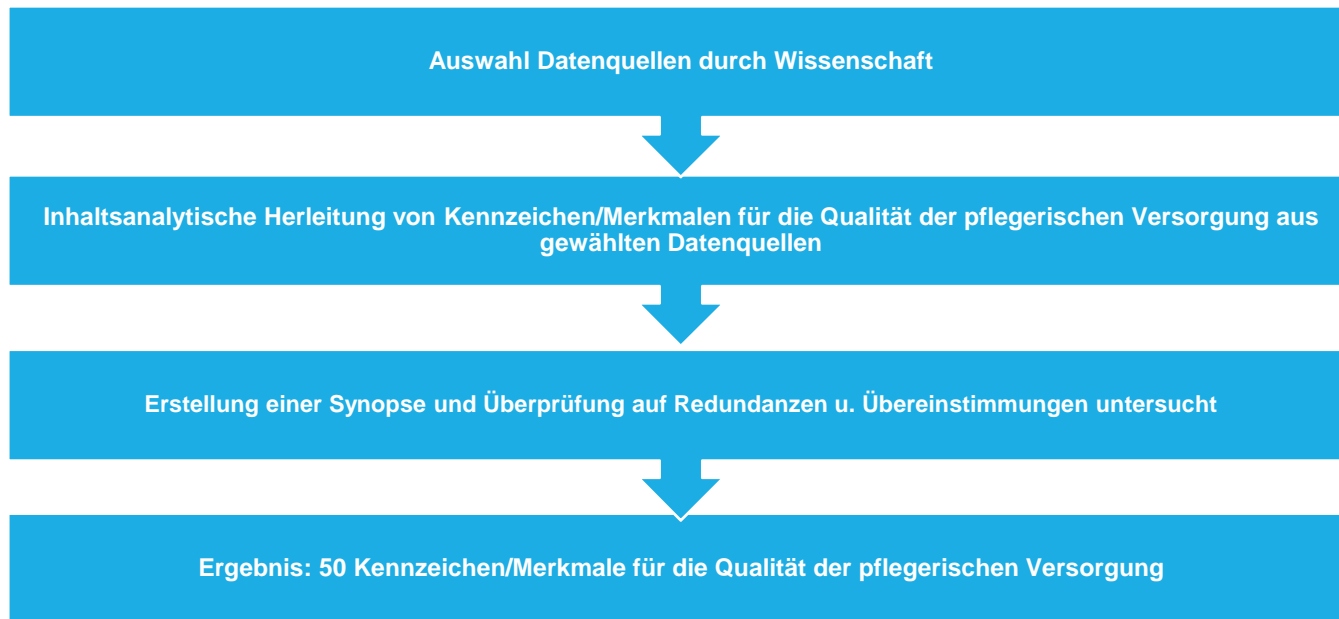 Auswahl Datenquellen durch Wissenschaft
Inhaltsanalytische Herleitung von Kennzeichen/Merkmalen für die Qualität der pflegerischen Versorgung aus
gewählten Datenquellen
Erstellung einer Synopse und Überprüfung auf Redundanzen u. Übereinstimmungen untersucht
Ergebnis: 50 Kennzeichen/Merkmale für die Qualität der pflegerischen Versorgung